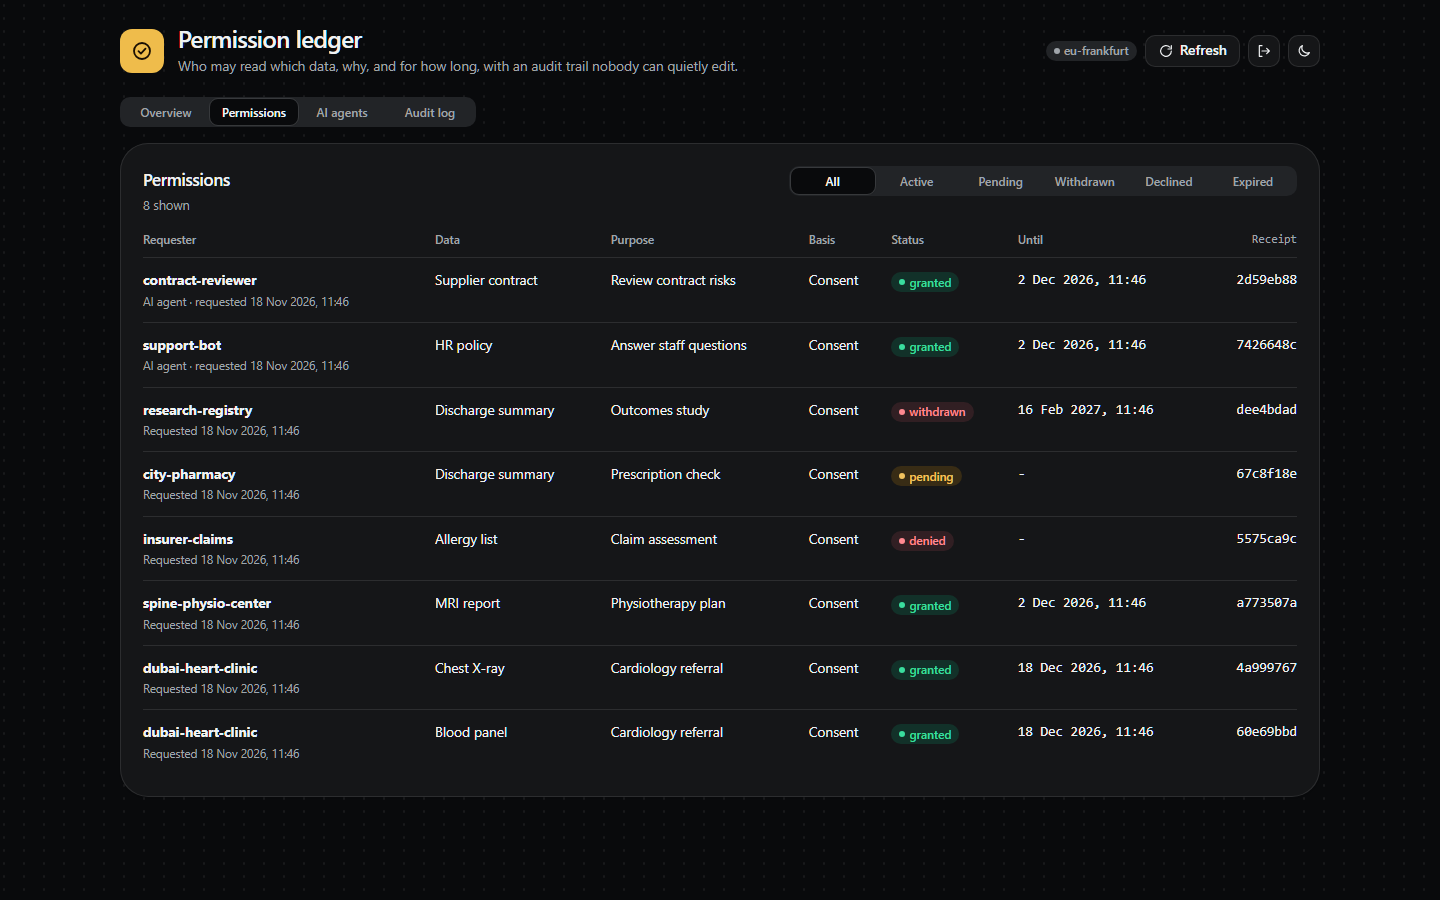 Permission ledger
Who may read which data, why, and for how long, with an audit trail nobody can quietly edit.
eu-frankfurt
Refresh
Overview Permissions AI agents Audit log
Permissions
8 shown
All Active Pending Withdrawn Declined Expired
Requester Data Purpose Basis Status Until Receipt
contract-reviewer Supplier contract Review contract risks Consent granted 2 Dec 2026, 11:46 2d59eb88
AI agent · requested 18 Nov 2026, 11:46
support-bot HR policy Answer staff questions Consent granted 2 Dec 2026, 11:46 7426648c
AI agent · requested 18 Nov 2026, 11:46
research-registry Discharge summary Outcomes study Consent withdrawn 16 Feb 2027, 11:46 dee4bdad
Requested 18 Nov 2026, 11:46
city-pharmacy Discharge summary Prescription check Consent pending - 67c8f18e
Requested 18 Nov 2026, 11:46
insurer-claims Allergy list Claim assessment Consent denied - 5575ca9c
Requested 18 Nov 2026, 11:46
spine-physio-center MRI report Physiotherapy plan Consent granted 2 Dec 2026, 11:46 a773507a
Requested 18 Nov 2026, 11:46
dubai-heart-clinic Chest X-ray Cardiology referral Consent granted 18 Dec 2026, 11:46 4a999767
Requested 18 Nov 2026, 11:46
dubai-heart-clinic Blood panel Cardiology referral Consent granted 18 Dec 2026, 11:46 60e69bbd
Requested 18 Nov 2026, 11:46